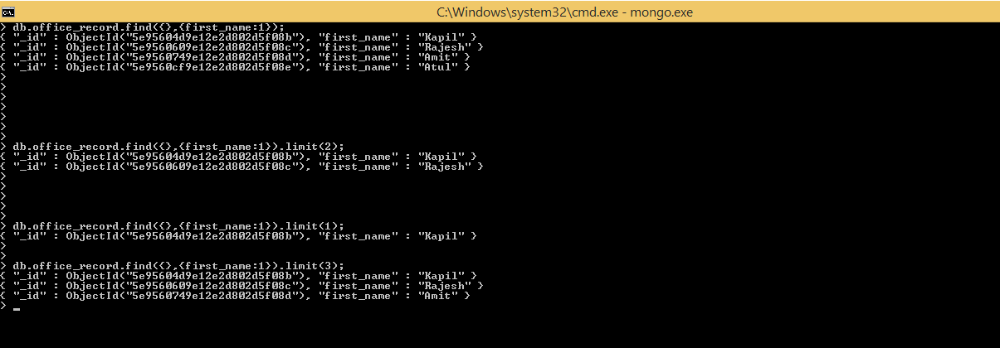 C:\Windows\system32\cmd.exe - mongo.exe
> db.office_record.find({},{first_name:1});
{ "_id" : ObjectId("5e95604d9e12e2d802d5f08b"), "first_name" : "Kapil" }
{ "_id" : ObjectId("5e9560609e12e2d802d5f08c"), "first_name" : "Rajesh" }
{ "_id" : ObjectId("5e9560749e12e2d802d5f08d"), "first_name" : "Amit" }
{ "_id" : ObjectId("5e9560cf9e12e2d802d5f08e"), "first_name" : "Atul" }
>
>
>
>
>
>
>
> db.office_record.find({},{first_name:1}).limit(2);
{ "_id" : ObjectId("5e95604d9e12e2d802d5f08b"), "first_name" : "Kapil" }
{ "_id" : ObjectId("5e9560609e12e2d802d5f08c"), "first_name" : "Rajesh" }
>
>
>
>
>
> db.office_record.find({},{first_name:1}).limit(1);
{ "_id" : ObjectId("5e95604d9e12e2d802d5f08b"), "first_name" : "Kapil" }
>
>
> db.office_record.find({},{first_name:1}).limit(3);
{ "_id" : ObjectId("5e95604d9e12e2d802d5f08b"), "first_name" : "Kapil" }
{ "_id" : ObjectId("5e9560609e12e2d802d5f08c"), "first_name" : "Rajesh" }
{ "_id" : ObjectId("5e9560749e12e2d802d5f08d"), "first_name" : "Amit" }
> _